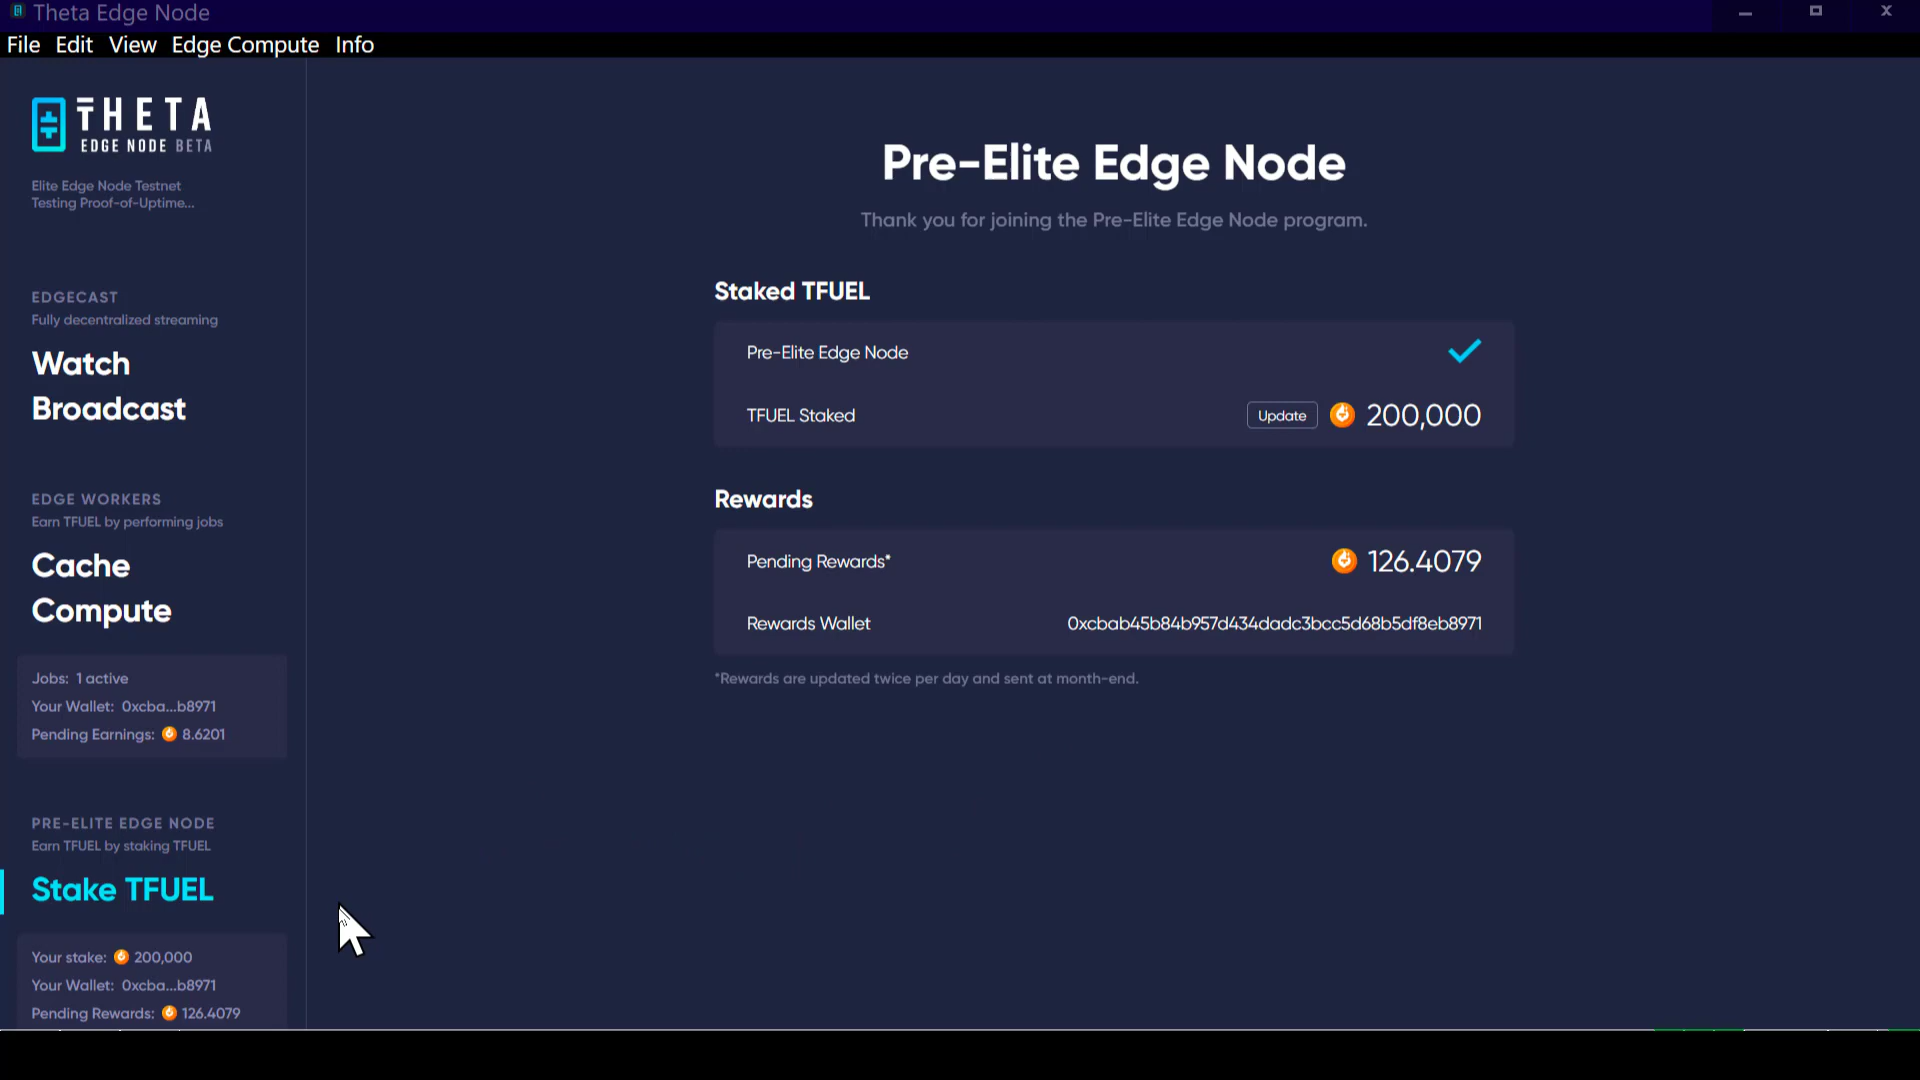 Theta Edge Node
File Edit View Edge Compute Info
THETA
EDGE NODE BETA
Elite Edge Node Testnet
Testing Proof-of-Uptime...
EDGECAST
Fully decentralized streaming
Watch
Broadcast
EDGE WORKERS
Earn TFUEL by performing jobs
Cache
Compute
Jobs: 1 active
Your Wallet: 0xcba...b8971
Pending Earnings: 8.6201
PRE-ELITE EDGE NODE
Earn TFUEL by staking TFUEL
Stake TFUEL
Your stake: 200,000
Your Wallet: 0xcba...b8971
Pending Rewards: 126.4079
Pre-Elite Edge Node
Thank you for joining the Pre-Elite Edge Node program.
Staked TFUEL
Pre-Elite Edge Node
TFUEL Staked Update 200,000
Rewards
Pending Rewards* 126.4079
Rewards Wallet 0xcbab45b84b957d434dadc3bcc5d68b5df8eb8971
*Rewards are updated twice per day and sent at month-end.